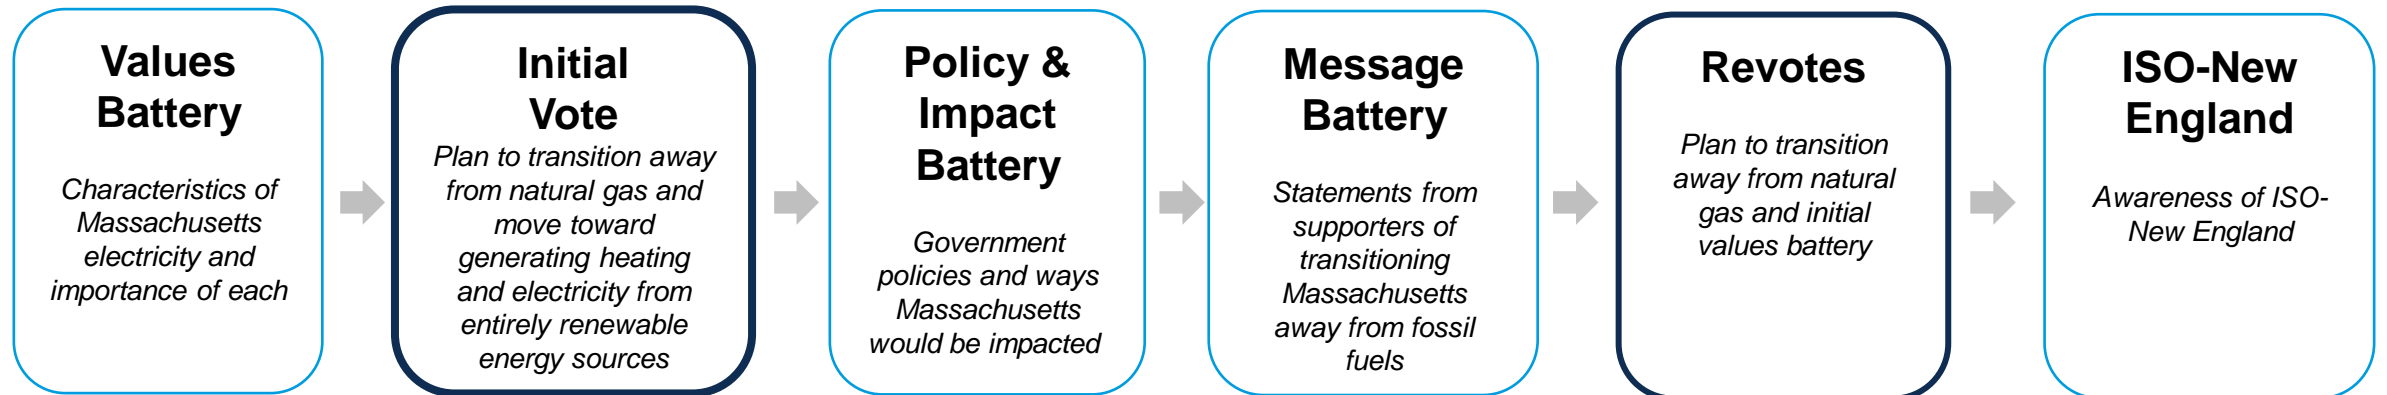 Values
Battery
Characteristics of
Massachusetts
electricity and
importance of each
Initial
Vote
Plan to transition away
from natural gas and
move toward
generating heating
and electricity from
entirely renewable
energy sources
Policy &
Impact
Battery
Government
policies and ways
Massachusetts
would be impacted
Message
Battery
Statements from
supporters of
transitioning
Massachusetts
away from fossil
fuels
Revotes
Plan to transition
away from natural
gas and initial
values battery
ISO-New
England
Awareness of ISO-
New England